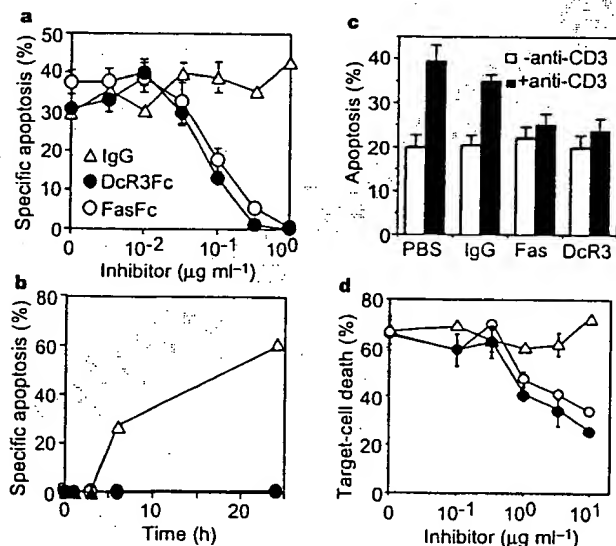 a
Specific apoptosis (%)
50
40
30
20
10
0
IgG
DcR3Fc
FasFc
0 10-2 10-1 100
Inhibitor (μg ml-1)
b
Specific apoptosis (%)
80
60
40
20
0
0 10 20
Time (h)
c
Apoptosis (%)
40
30
20
10
0
-anti-CD3
+anti-CD3
PBS IgG Fas DcR3
d
Target-cell death (%)
80
60
40
20
0
0 10-1 100 101
Inhibitor (μg ml-1)